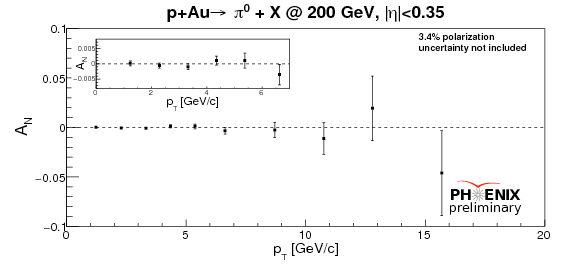 p+Au→ π⁰ + X @ 200 GeV, |η|<0.35
3.4% polarization
uncertainty not included
0.1
0.05
0
−0.05
−0.1
A_N
0.005
0
−0.005
A_N
0 2 4 6
p_T [GeV/c]
PHENIX
preliminary
0 5 10 15 20
p_T [GeV/c]